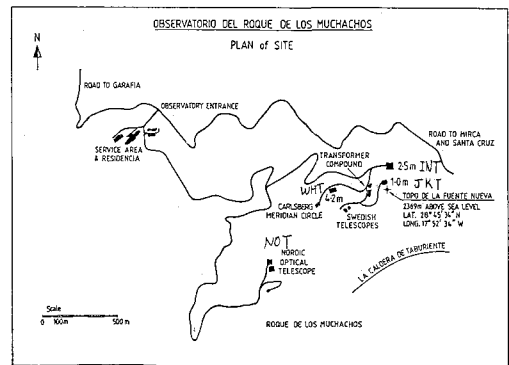 OBSERVATORIO DEL ROQUE DE LOS MUCHACHOS
PLAN of SITE
N
ROAD TO GARAFIA
OBSERVATORY ENTRANCE
SERVICE AREA
& RESIDENCIA
ROAD TO MIRCA
AND SANTA CRUZ
TRANSFORMER
COMPOUND
2·5m INT
1·0m JKT
TOPO DE LA FUENTE NUEVA
2369m ABOVE SEA LEVEL
LAT. 28° 45' 34" N
LONG. 17° 52' 34" W
WHT
4·2m
CARLSBERG
MERIDIAN CIRCLE
SWEDISH
TELESCOPES
NOT
NORDIC
OPTICAL
TELESCOPE
LA CALDERA DE TABURIENTE
Scale
0 100m 500m
ROQUE DE LOS MUCHACHOS